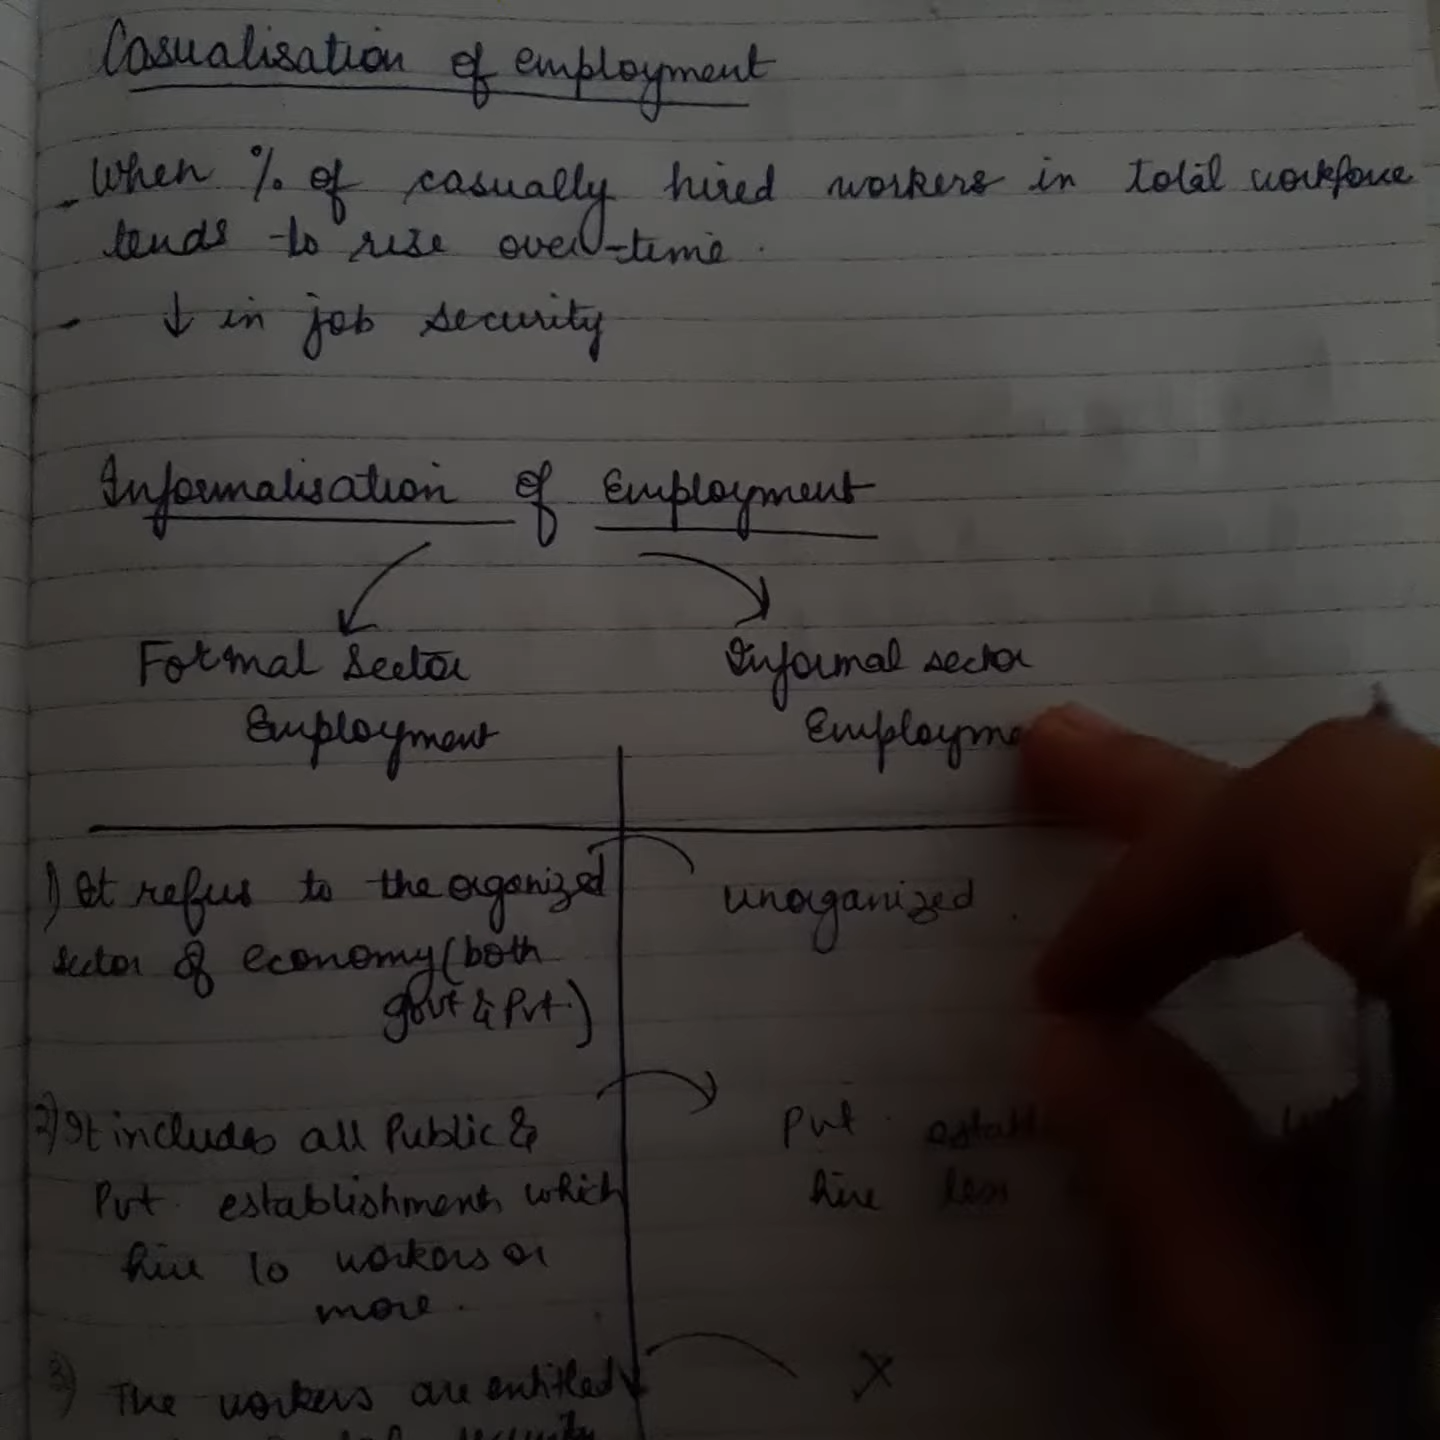 Casualisation of employment
- When % of casually hired workers in total workforce
tends to rise over-time.
- ↓ in job security
Informalisation of Employment
Formal Sector
Employment
Informal sector
Employme
1) It refers to the organized
sector of economy (both
govt & Pvt.)
unorganized.
2) It includes all Public &
Pvt. establishment which
hire 10 workers or
more.
Pvt.
hire less
3) The workers are entitled
security
X